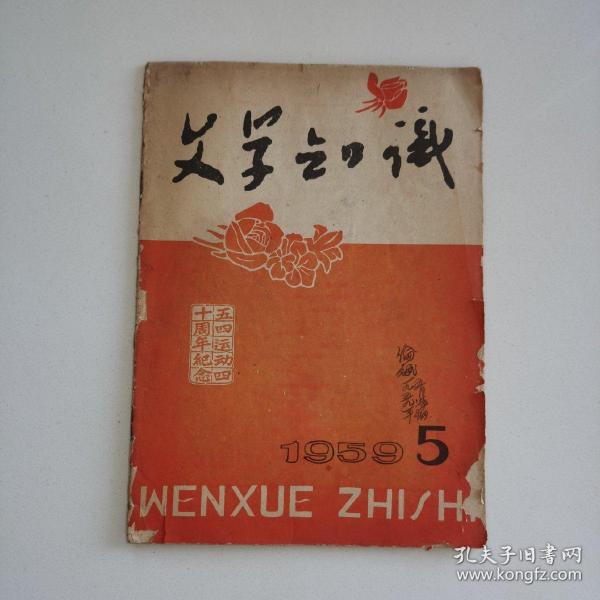 文学知识
五四运动四
十周年纪念
1959 5
WENXUE ZHISH
孔夫子旧书网
www.kongfz.com